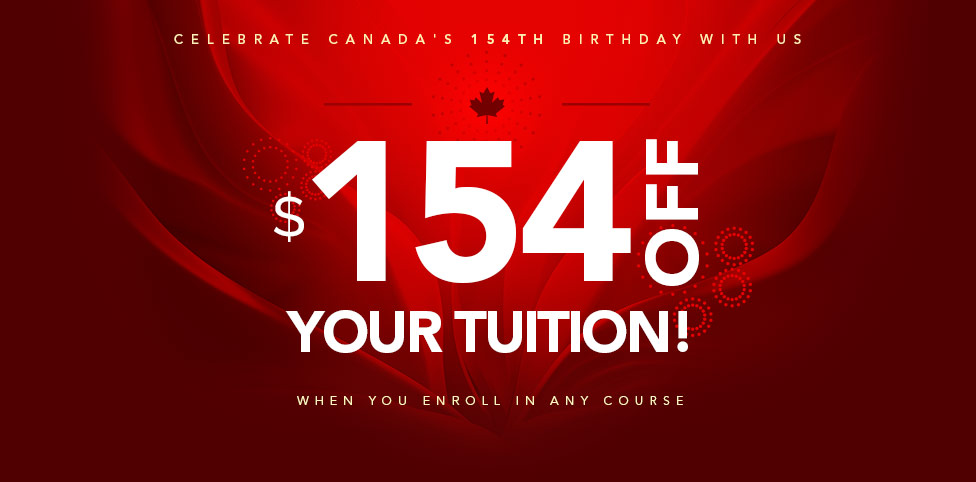 CELEBRATE CANADA'S 154TH BIRTHDAY WITH US
$154 OFF
YOUR TUITION!
WHEN YOU ENROLL IN ANY COURSE